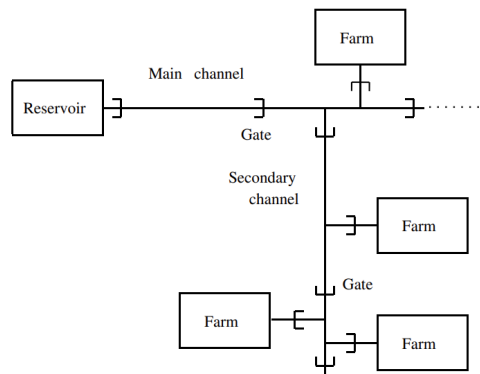 Farm
Main channel
Reservoir
Gate
Secondary
channel
Farm
Gate
Farm
Farm